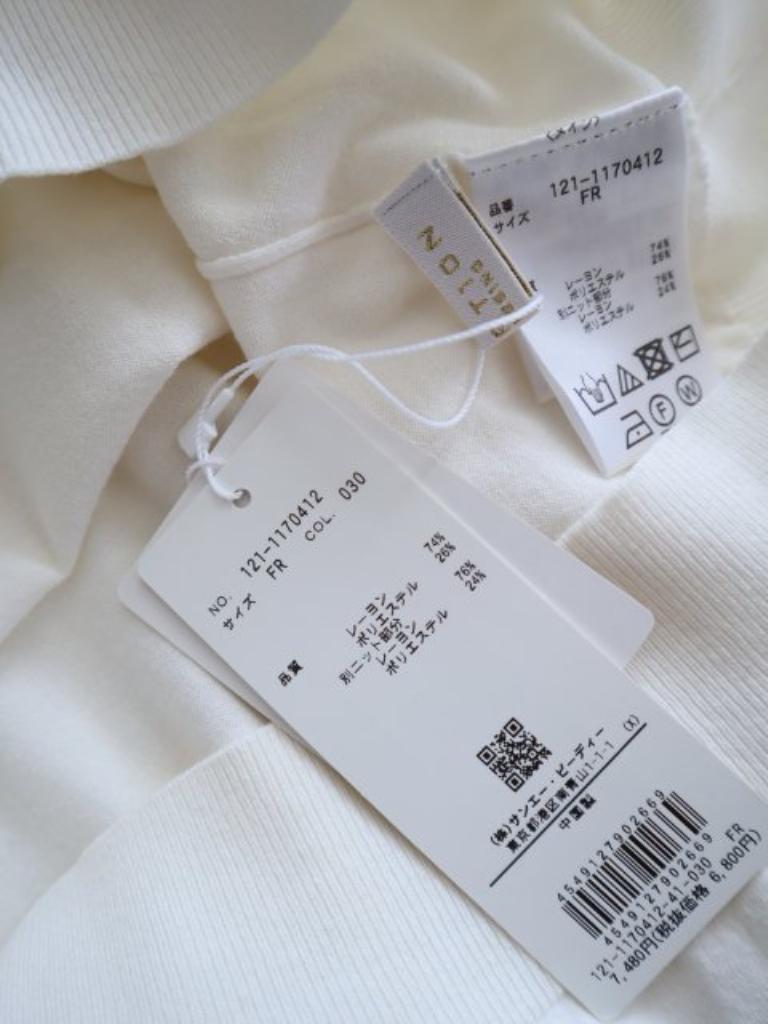 (メイン)
品番 121-1170412
サイズ FR
74%
26%
レーヨン
ポリエステル 76%
別ニット部分 24%
レーヨン
ポリエステル
F
W
NO. 121-1170412 COL. 030
サイズ FR
品質
レーヨン 74%
ポリエステル 26%
別ニット部分
レーヨン 76%
ポリエステル 24%
(株)サンエー・ビーディー
東京都港区南青山1-1-1 (X)
中国製
4549127902669
4549127902669
121-1170412-41-030 FR
7,480円(税抜価格 6,800円)